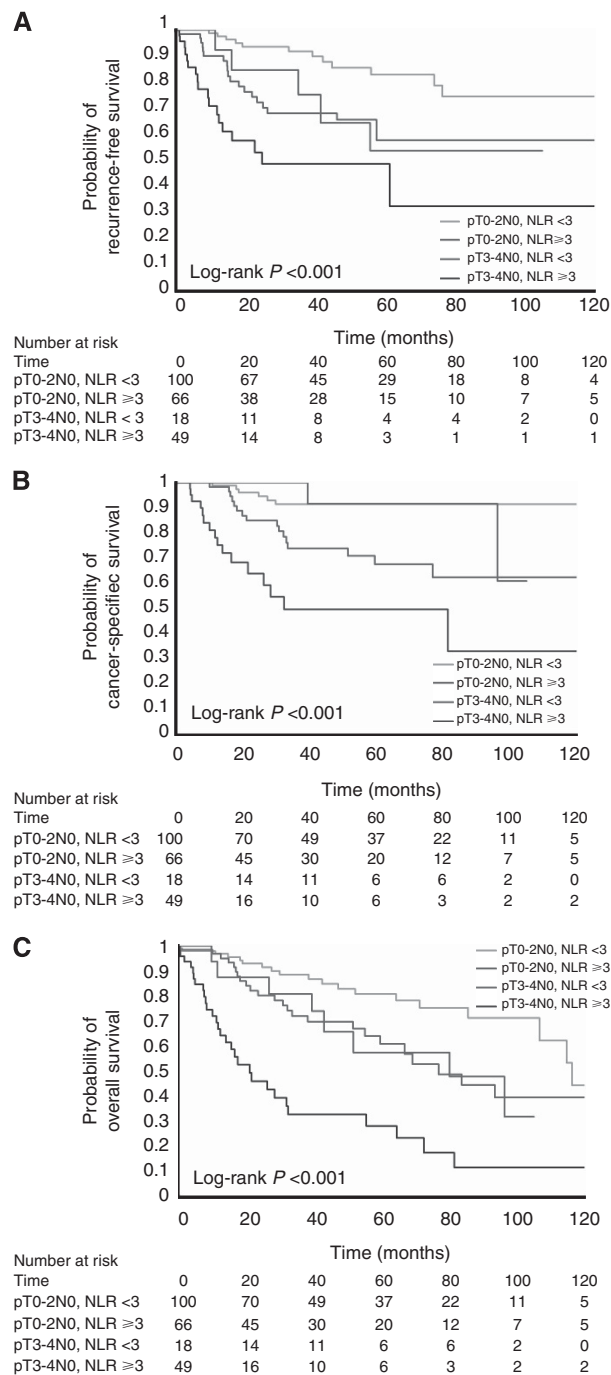 A
Probability of
recurrence-free survival
1
0.9
0.8
0.7
0.6
0.5
0.4
0.3
0.2
0.1
0
pT0-2N0, NLR <3
pT0-2N0, NLR≥3
pT3-4N0, NLR <3
pT3-4N0, NLR ≥3
Log-rank P <0.001
0 20 40 60 80 100 120
Time (months)
Number at risk
Time 0 20 40 60 80 100 120
pT0-2N0, NLR <3 100 67 45 29 18 8 4
pT0-2N0, NLR ≥3 66 38 28 15 10 7 5
pT3-4N0, NLR < 3 18 11 8 4 4 2 0
pT3-4N0, NLR ≥3 49 14 8 3 1 1 1
B
Probability of
cancer-specifiec survival
1
0.9
0.8
0.7
0.6
0.5
0.4
0.3
0.2
0.1
0
pT0-2N0, NLR <3
pT0-2N0, NLR ≥3
pT3-4N0, NLR <3
pT3-4N0, NLR ≥3
Log-rank P <0.001
0 20 40 60 80 100 120
Time (months)
Number at risk
Time 0 20 40 60 80 100 120
pT0-2N0, NLR <3 100 70 49 37 22 11 5
pT0-2N0, NLR ≥3 66 45 30 20 12 7 5
pT3-4N0, NLR <3 18 14 11 6 6 2 0
pT3-4N0, NLR ≥3 49 16 10 6 3 2 2
C
Probability of
overall survival
1
0.9
0.8
0.7
0.6
0.5
0.4
0.3
0.2
0.1
0
pT0-2N0, NLR <3
pT0-2N0, NLR ≥3
pT3-4N0, NLR <3
pT3-4N0, NLR ≥3
Log-rank P <0.001
0 20 40 60 80 100 120
Time (months)
Number at risk
Time 0 20 40 60 80 100 120
pT0-2N0, NLR <3 100 70 49 37 22 11 5
pT0-2N0, NLR ≥3 66 45 30 20 12 7 5
pT3-4N0, NLR <3 18 14 11 6 6 2 0
pT3-4N0, NLR ≥3 49 16 10 6 3 2 2